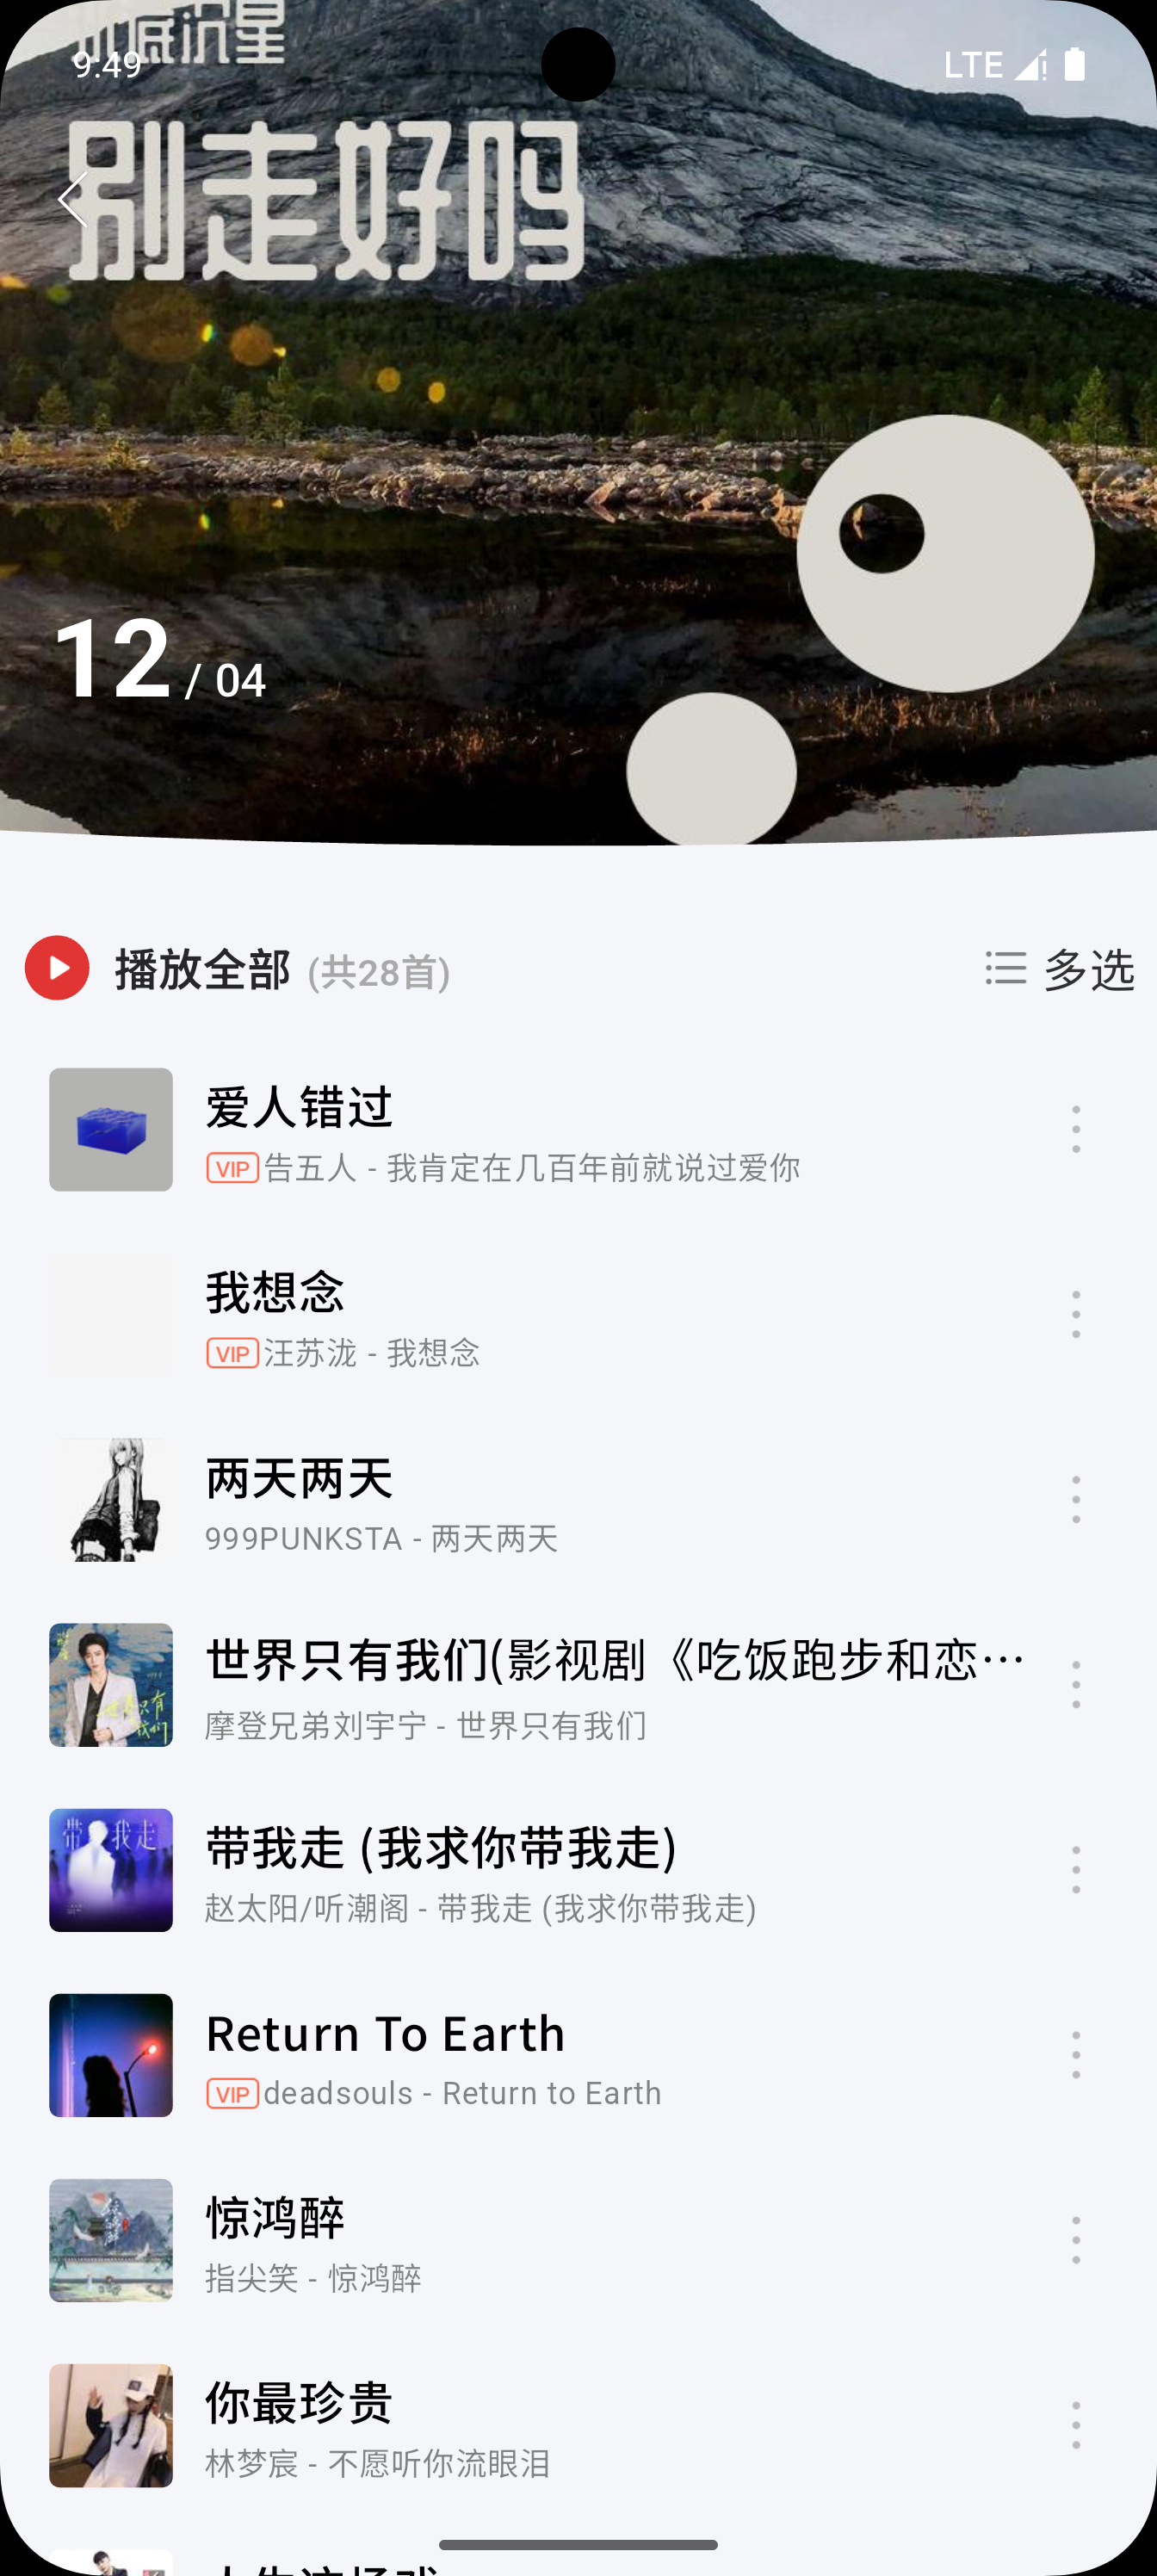 水底沉星
9:49
LTE
别走好吗
12 / 04
播放全部 (共28首)
多选
爱人错过
VIP 告五人 - 我肯定在几百年前就说过爱你
我想念
VIP 汪苏泷 - 我想念
两天两天
999PUNKSTA - 两天两天
世界只有我们(影视剧《吃饭跑步和恋…
摩登兄弟刘宇宁 - 世界只有我们
带我走
带我走 (我求你带我走)
赵太阳/听潮阁 - 带我走 (我求你带我走)
Return To Earth
VIP deadsouls - Return to Earth
惊鸿醉
指尖笑 - 惊鸿醉
你最珍贵
林梦宸 - 不愿听你流眼泪